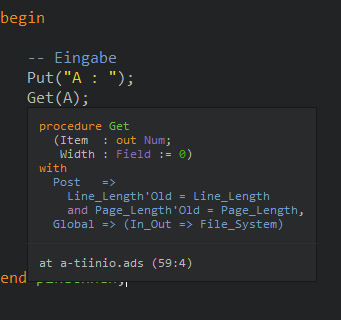 begin
-- Eingabe
Put("A : ");
Get(A);
procedure Get
(Item : out Num;
Width : Field := 0)
with
Post =>
Line_Length'Old = Line_Length
and Page_Length'Old = Page_Length,
Global => (In_Out => File_System)
at a-tiinio.ads (59:4)
end